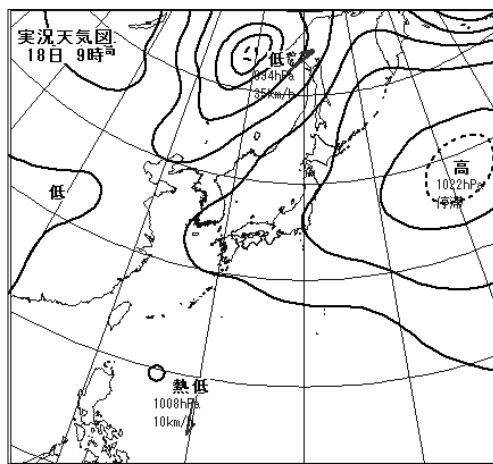 実況天気図
18日 9時
高
低
994hPa
35km/h
高
1022hPa
停滞
低
熱低
1008hPa
10km/h